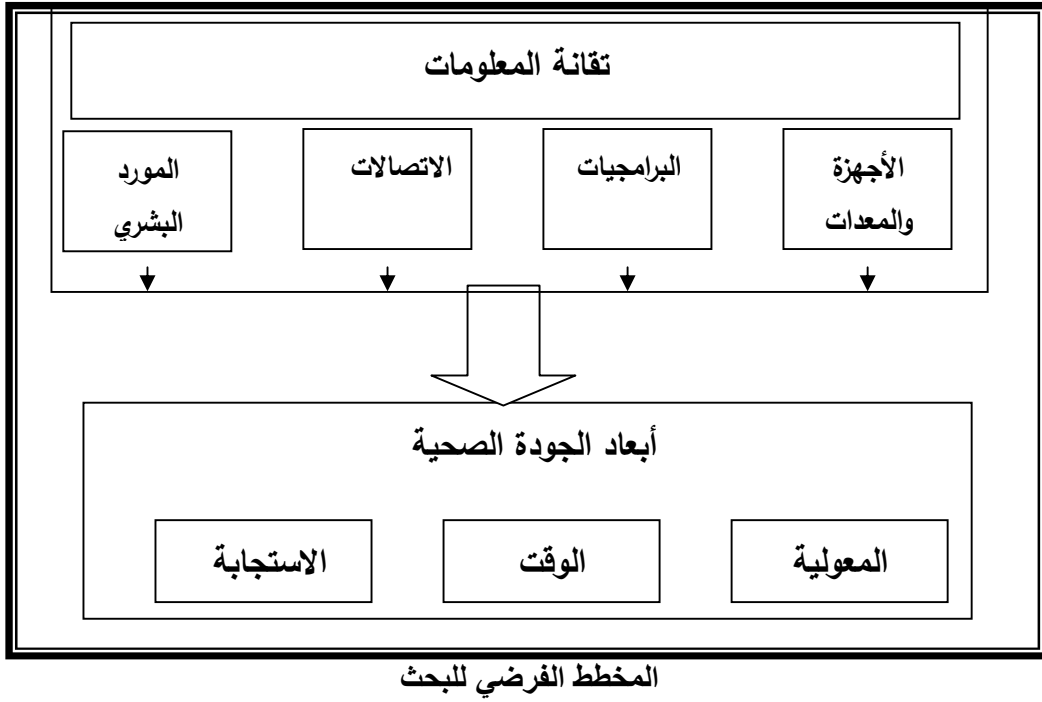 تقانة المعلومات
الأجهزة
والمعدات
البرامجيات
الاتصالات
المورد
البشري
أبعاد الجودة الصحية
المعولية
الوقت
الاستجابة
المخطط الفرضي للبحث